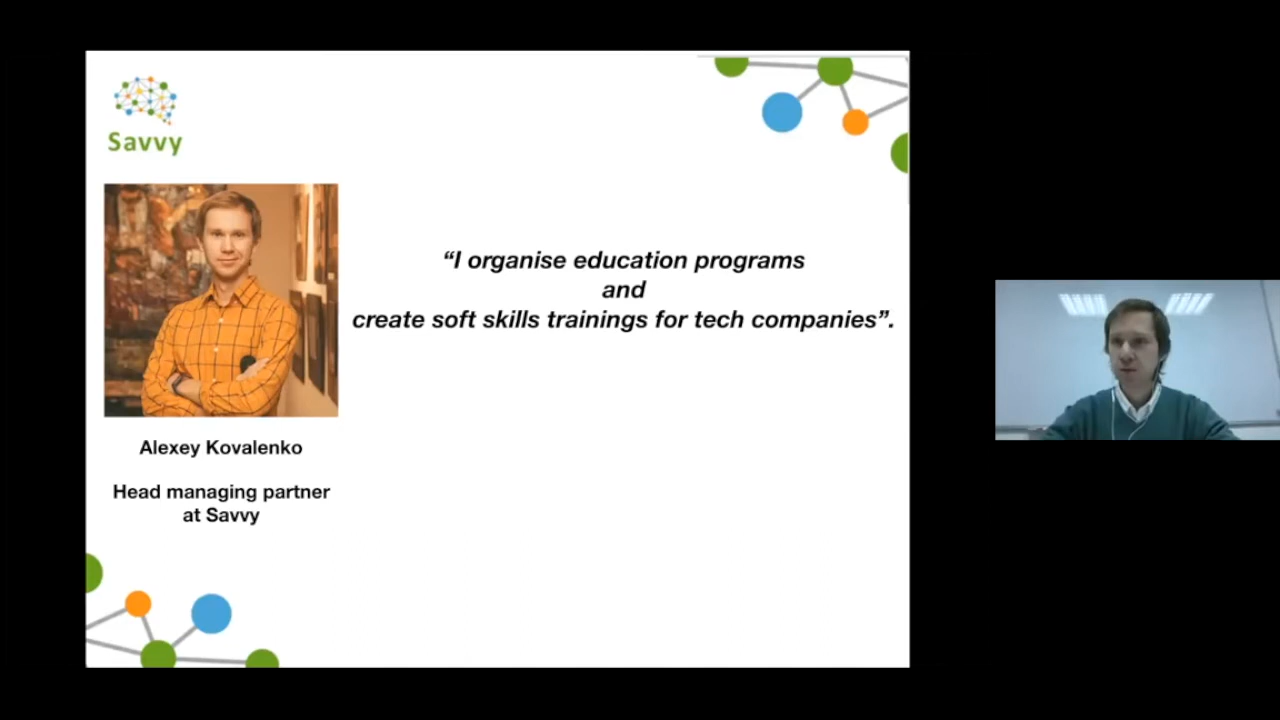 Savvy
“I organise education programs
and
create soft skills trainings for tech companies”.
Alexey Kovalenko
Head managing partner
at Savvy